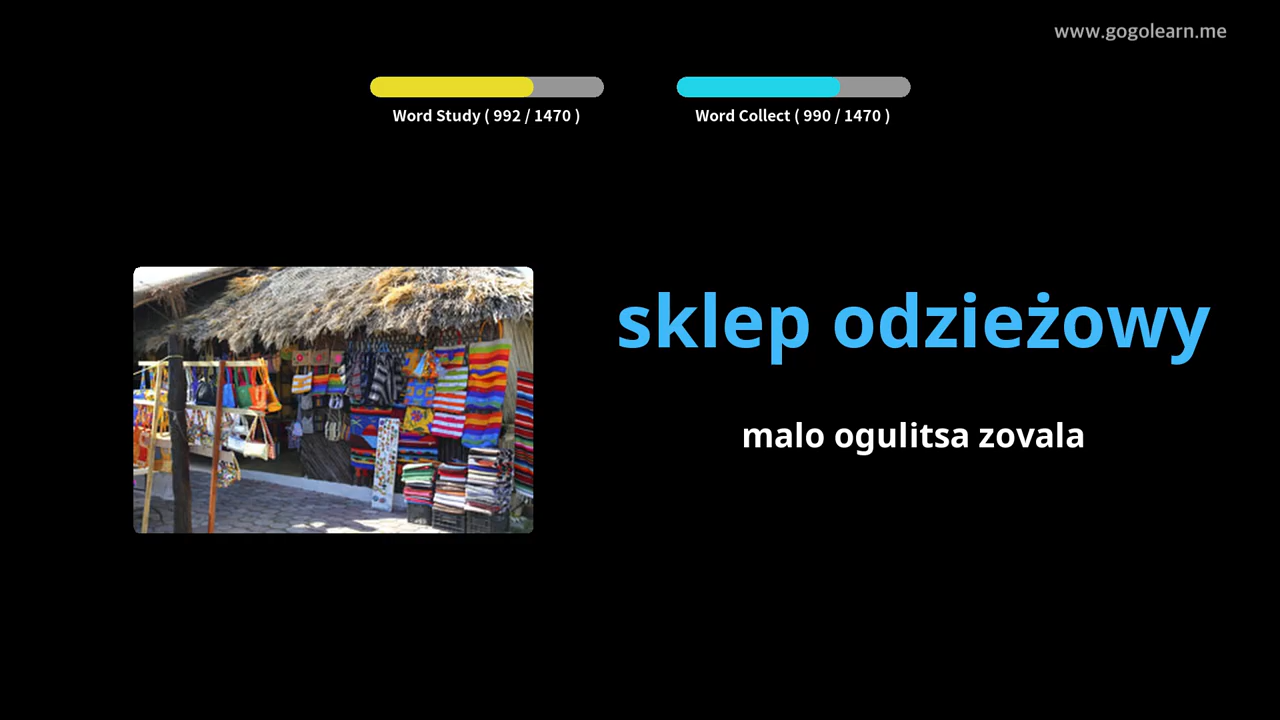 www.gogolearn.me
Word Study ( 992 / 1470 )
Word Collect ( 990 / 1470 )
sklep odzieżowy
malo ogulitsa zovala